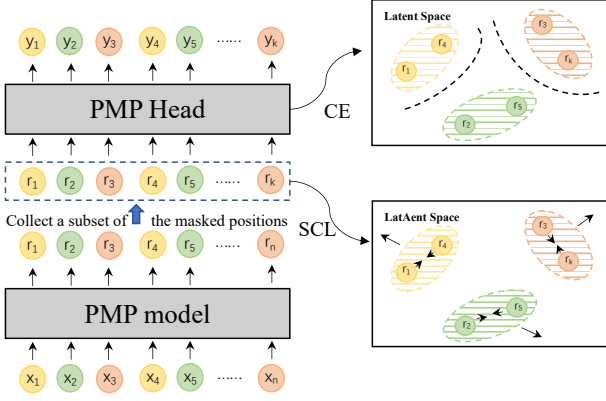 y1 y2 y3 y4 y5 ...... yk
PMP Head
CE
r1 r2 r3 r4 r5 ...... rk
SCL
Collect a subset of the masked positions
r1 r2 r3 r4 r5 ...... rn
PMP model
x1 x2 x3 x4 x5 ...... xn
Latent Space
r4 r3
r1 rk
r5
r2
LatAent Space
r3
r4
r1 rk
r5
r2